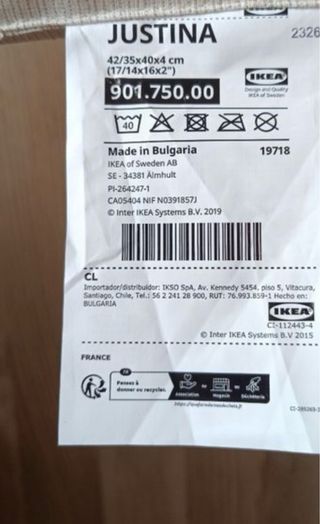 JUSTINA
2326
42/35x40x4 cm
(17/14x16x2")
IKEA
Design and Quality
IKEA of Sweden
901.750.00
40
Made in Bulgaria 19718
IKEA of Sweden AB
SE - 34381 Älmhult
PI-264247-1
CA05404 NIF N0391857J
© Inter IKEA Systems B.V. 2019
CL
Importador/distribuidor: IKSO SpA, Av. Kennedy 5454, piso 5, Vitacura,
Santiago, Chile, Tel.: 56 2 241 28 900, RUT: 76.993.859-1 Hecho en:
BULGARIA
IKEA
CI-112443-4
© Inter IKEA Systems B.V 2015
FRANCE
FR
Pensez à
donner ou recycler.
Association
ou
Magasin
ou
Déchèterie